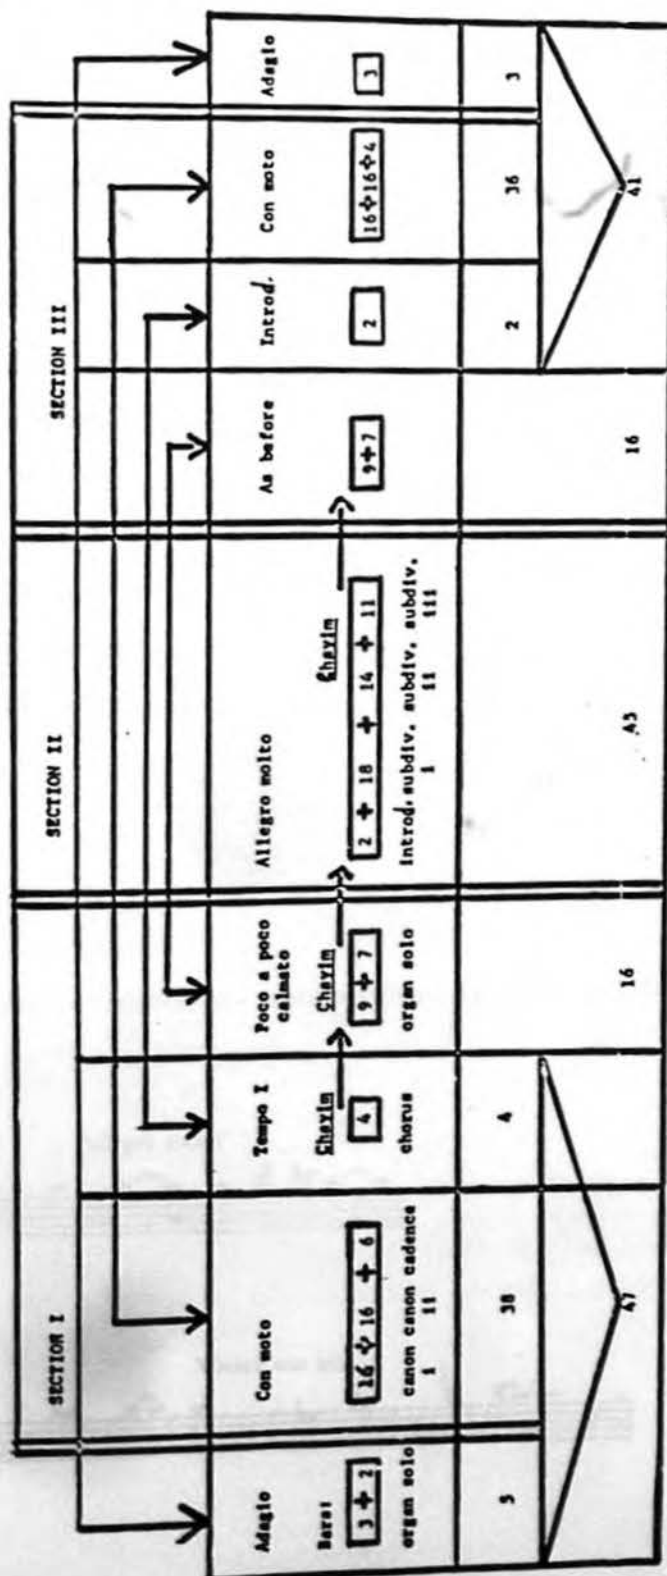 SECTION I
SECTION II
SECTION III
Adagio
Con moto
Tempo I
Poco a poco
calmato
Allegro molto
As before
Introd.
Con moto
Adagio
Bars:
Chayim
Chayim
Chayim
3 + 2
16 + 16 + 6
4
9 + 7
2 + 18 + 14 + 11
9 + 7
2
16 + 16 + 4
3
organ solo
canon canon cadence
i ii
chorus
organ solo
Introd. subdiv. subdiv. subdiv.
i ii iii
5
38
4
2
36
3
47
16
45
16
41